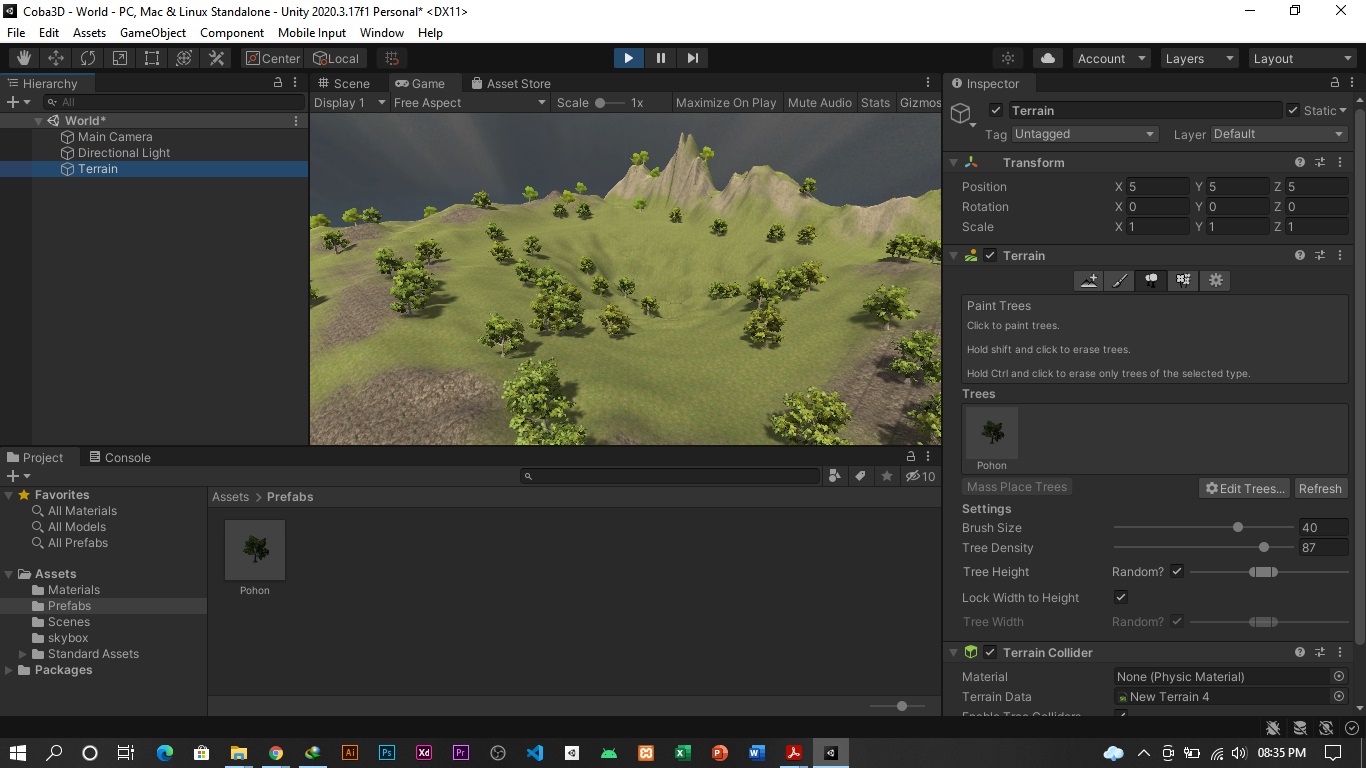 Coba3D - World - PC, Mac & Linux Standalone - Unity 2020.3.17f1 Personal* <DX11>
File Edit Assets GameObject Component Mobile Input Window Help
Center Local Account Layers Layout
Hierarchy
All
World*
Main Camera
Directional Light
Terrain
Scene Game Asset Store
Display 1 Free Aspect Scale 1x Maximize On Play Mute Audio Stats Gizmos
Inspector
Terrain Static
Tag Untagged Layer Default
Transform
Position X 5 Y 5 Z 5
Rotation X 0 Y 0 Z 0
Scale X 1 Y 1 Z 1
Terrain
Paint Trees
Click to paint trees.
Hold shift and click to erase trees.
Hold Ctrl and click to erase only trees of the selected type.
Trees
Pohon
Mass Place Trees Edit Trees... Refresh
Settings
Brush Size 40
Tree Density 87
Tree Height Random?
Lock Width to Height
Tree Width Random?
Terrain Collider
Material None (Physic Material)
Terrain Data New Terrain 4
Enable Tree Colliders
Project Console
10
Favorites
All Materials
All Models
All Prefabs
Assets
Materials
Prefabs
Scenes
skybox
Standard Assets
Packages
Assets > Prefabs
Pohon
Ai Ps Xd Pr X P W
08:35 PM